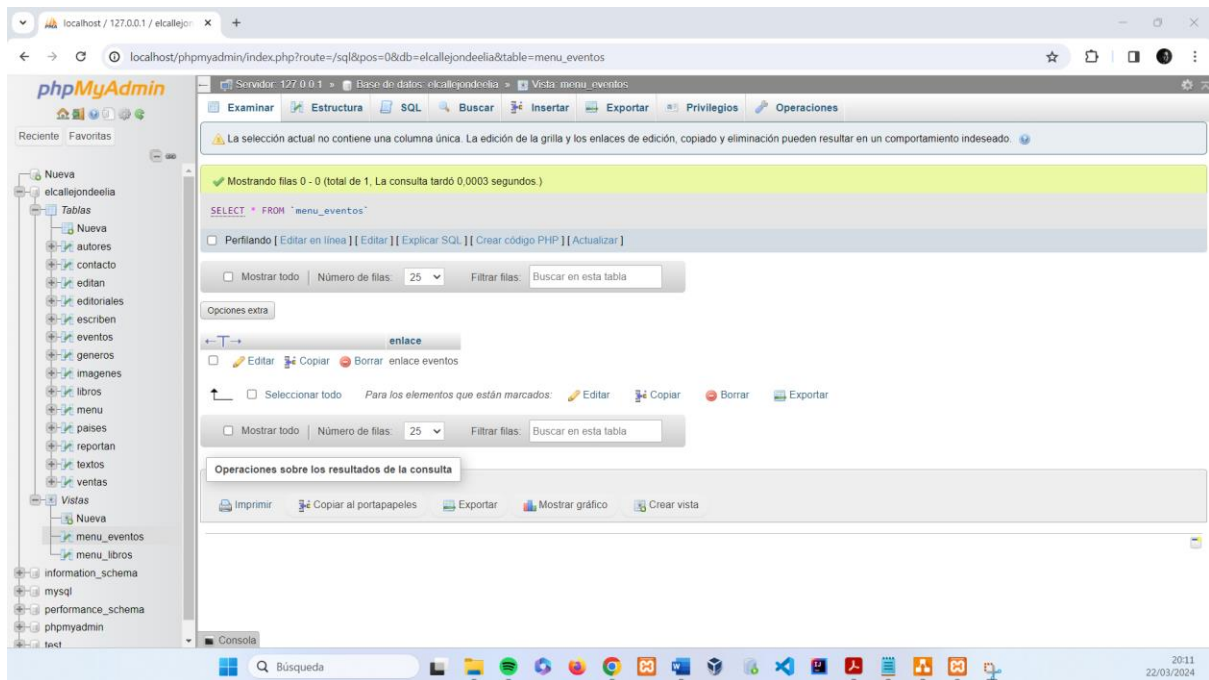 localhost / 127.0.0.1 / elcallejon
localhost/phpmyadmin/index.php?route=/sql&pos=0&db=elcallejondeelia&table=menu_eventos
phpMyAdmin
Reciente Favoritas
Nueva
elcallejondeelia
Tablas
Nueva
autores
contacto
editan
editoriales
escriben
eventos
generos
imagenes
libros
menu
paises
reportan
textos
ventas
Vistas
Nueva
menu_eventos
menu_libros
information_schema
mysql
performance_schema
phpmyadmin
test
Servidor: 127.0.0.1 » Base de datos: elcallejondeelia » Vista: menu_eventos
Examinar Estructura SQL Buscar Insertar Exportar Privilegios Operaciones
La selección actual no contiene una columna única. La edición de la grilla y los enlaces de edición, copiado y eliminación pueden resultar en un comportamiento indeseado.
Mostrando filas 0 - 0 (total de 1, La consulta tardó 0,0003 segundos.)
SELECT * FROM `menu_eventos`
Perfilando [ Editar en línea ] [ Editar ] [ Explicar SQL ] [ Crear código PHP ] [ Actualizar ]
Mostrar todo | Número de filas: 25 Filtrar filas: Buscar en esta tabla
Opciones extra
←T→ enlace
Editar Copiar Borrar enlace eventos
Seleccionar todo Para los elementos que están marcados: Editar Copiar Borrar Exportar
Mostrar todo | Número de filas: 25 Filtrar filas: Buscar en esta tabla
Operaciones sobre los resultados de la consulta
Imprimir Copiar al portapapeles Exportar Mostrar gráfico Crear vista
Consola
Búsqueda
20:11
22/03/2024